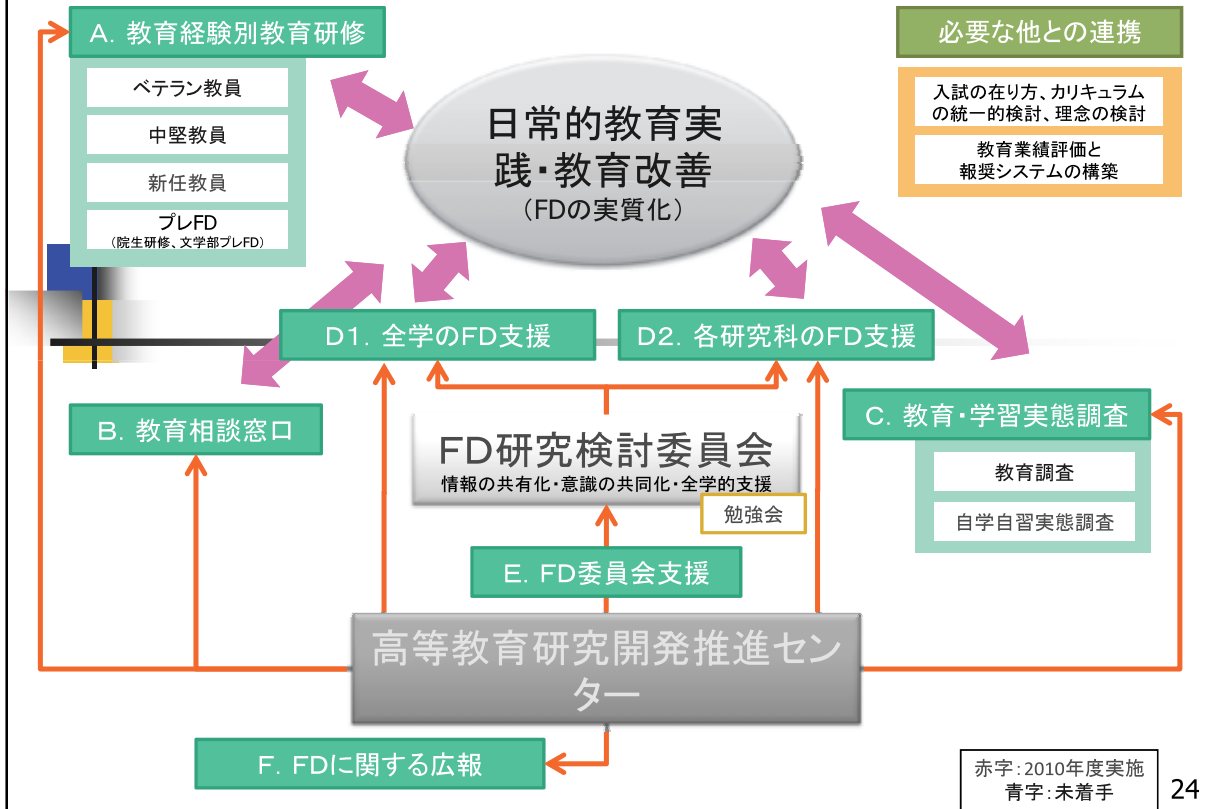 A．教育経験別教育研修
ベテラン教員
中堅教員
新任教員
プレFD
（院生研修、文学部プレFD）
必要な他との連携
入試の在り方、カリキュラム
の統一的検討、理念の検討
教育業績評価と
報奨システムの構築
日常的教育実
践・教育改善
（FDの実質化）
D1．全学のFD支援
D2．各研究科のFD支援
B．教育相談窓口
C．教育・学習実態調査
教育調査
自学自習実態調査
FD研究検討委員会
情報の共有化・意識の共同化・全学的支援
勉強会
E．FD委員会支援
高等教育研究開発推進セン
ター
F．FDに関する広報
赤字：2010年度実施
青字：未着手
24